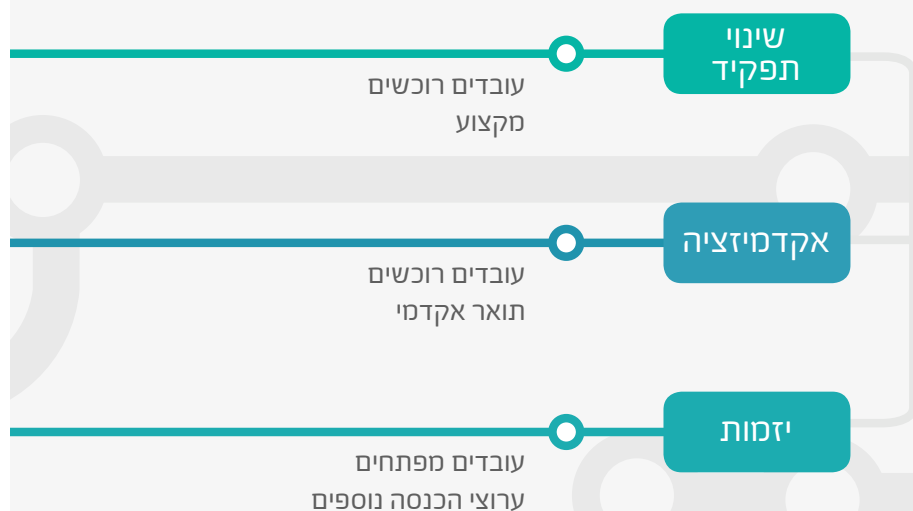 שינוי
תפקיד
עובדים רוכשים
מקצוע
אקדמיזציה
עובדים רוכשים
תואר אקדמי
יזמות
עובדים מפתחים
ערוצי הכנסה נוספים